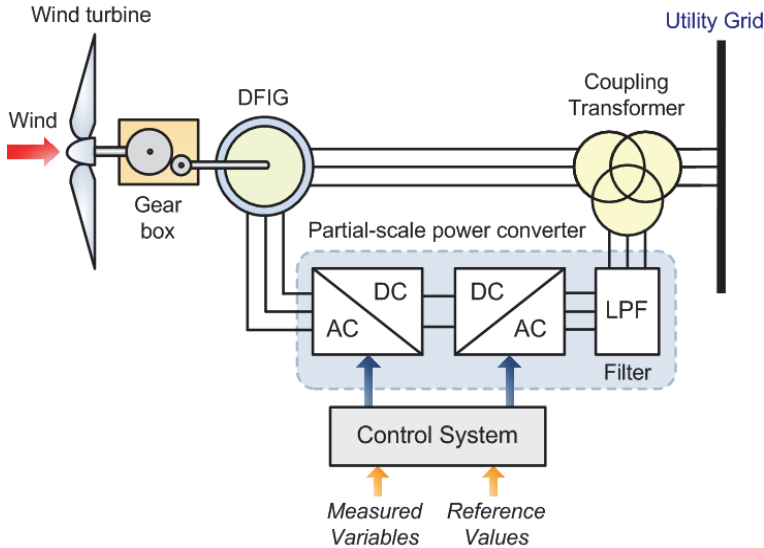 Wind turbine
Utility Grid
Coupling
Transformer
DFIG
Wind
Gear
box
Partial-scale power converter
DC
AC
DC
AC
LPF
Filter
Control System
Measured
Variables
Reference
Values